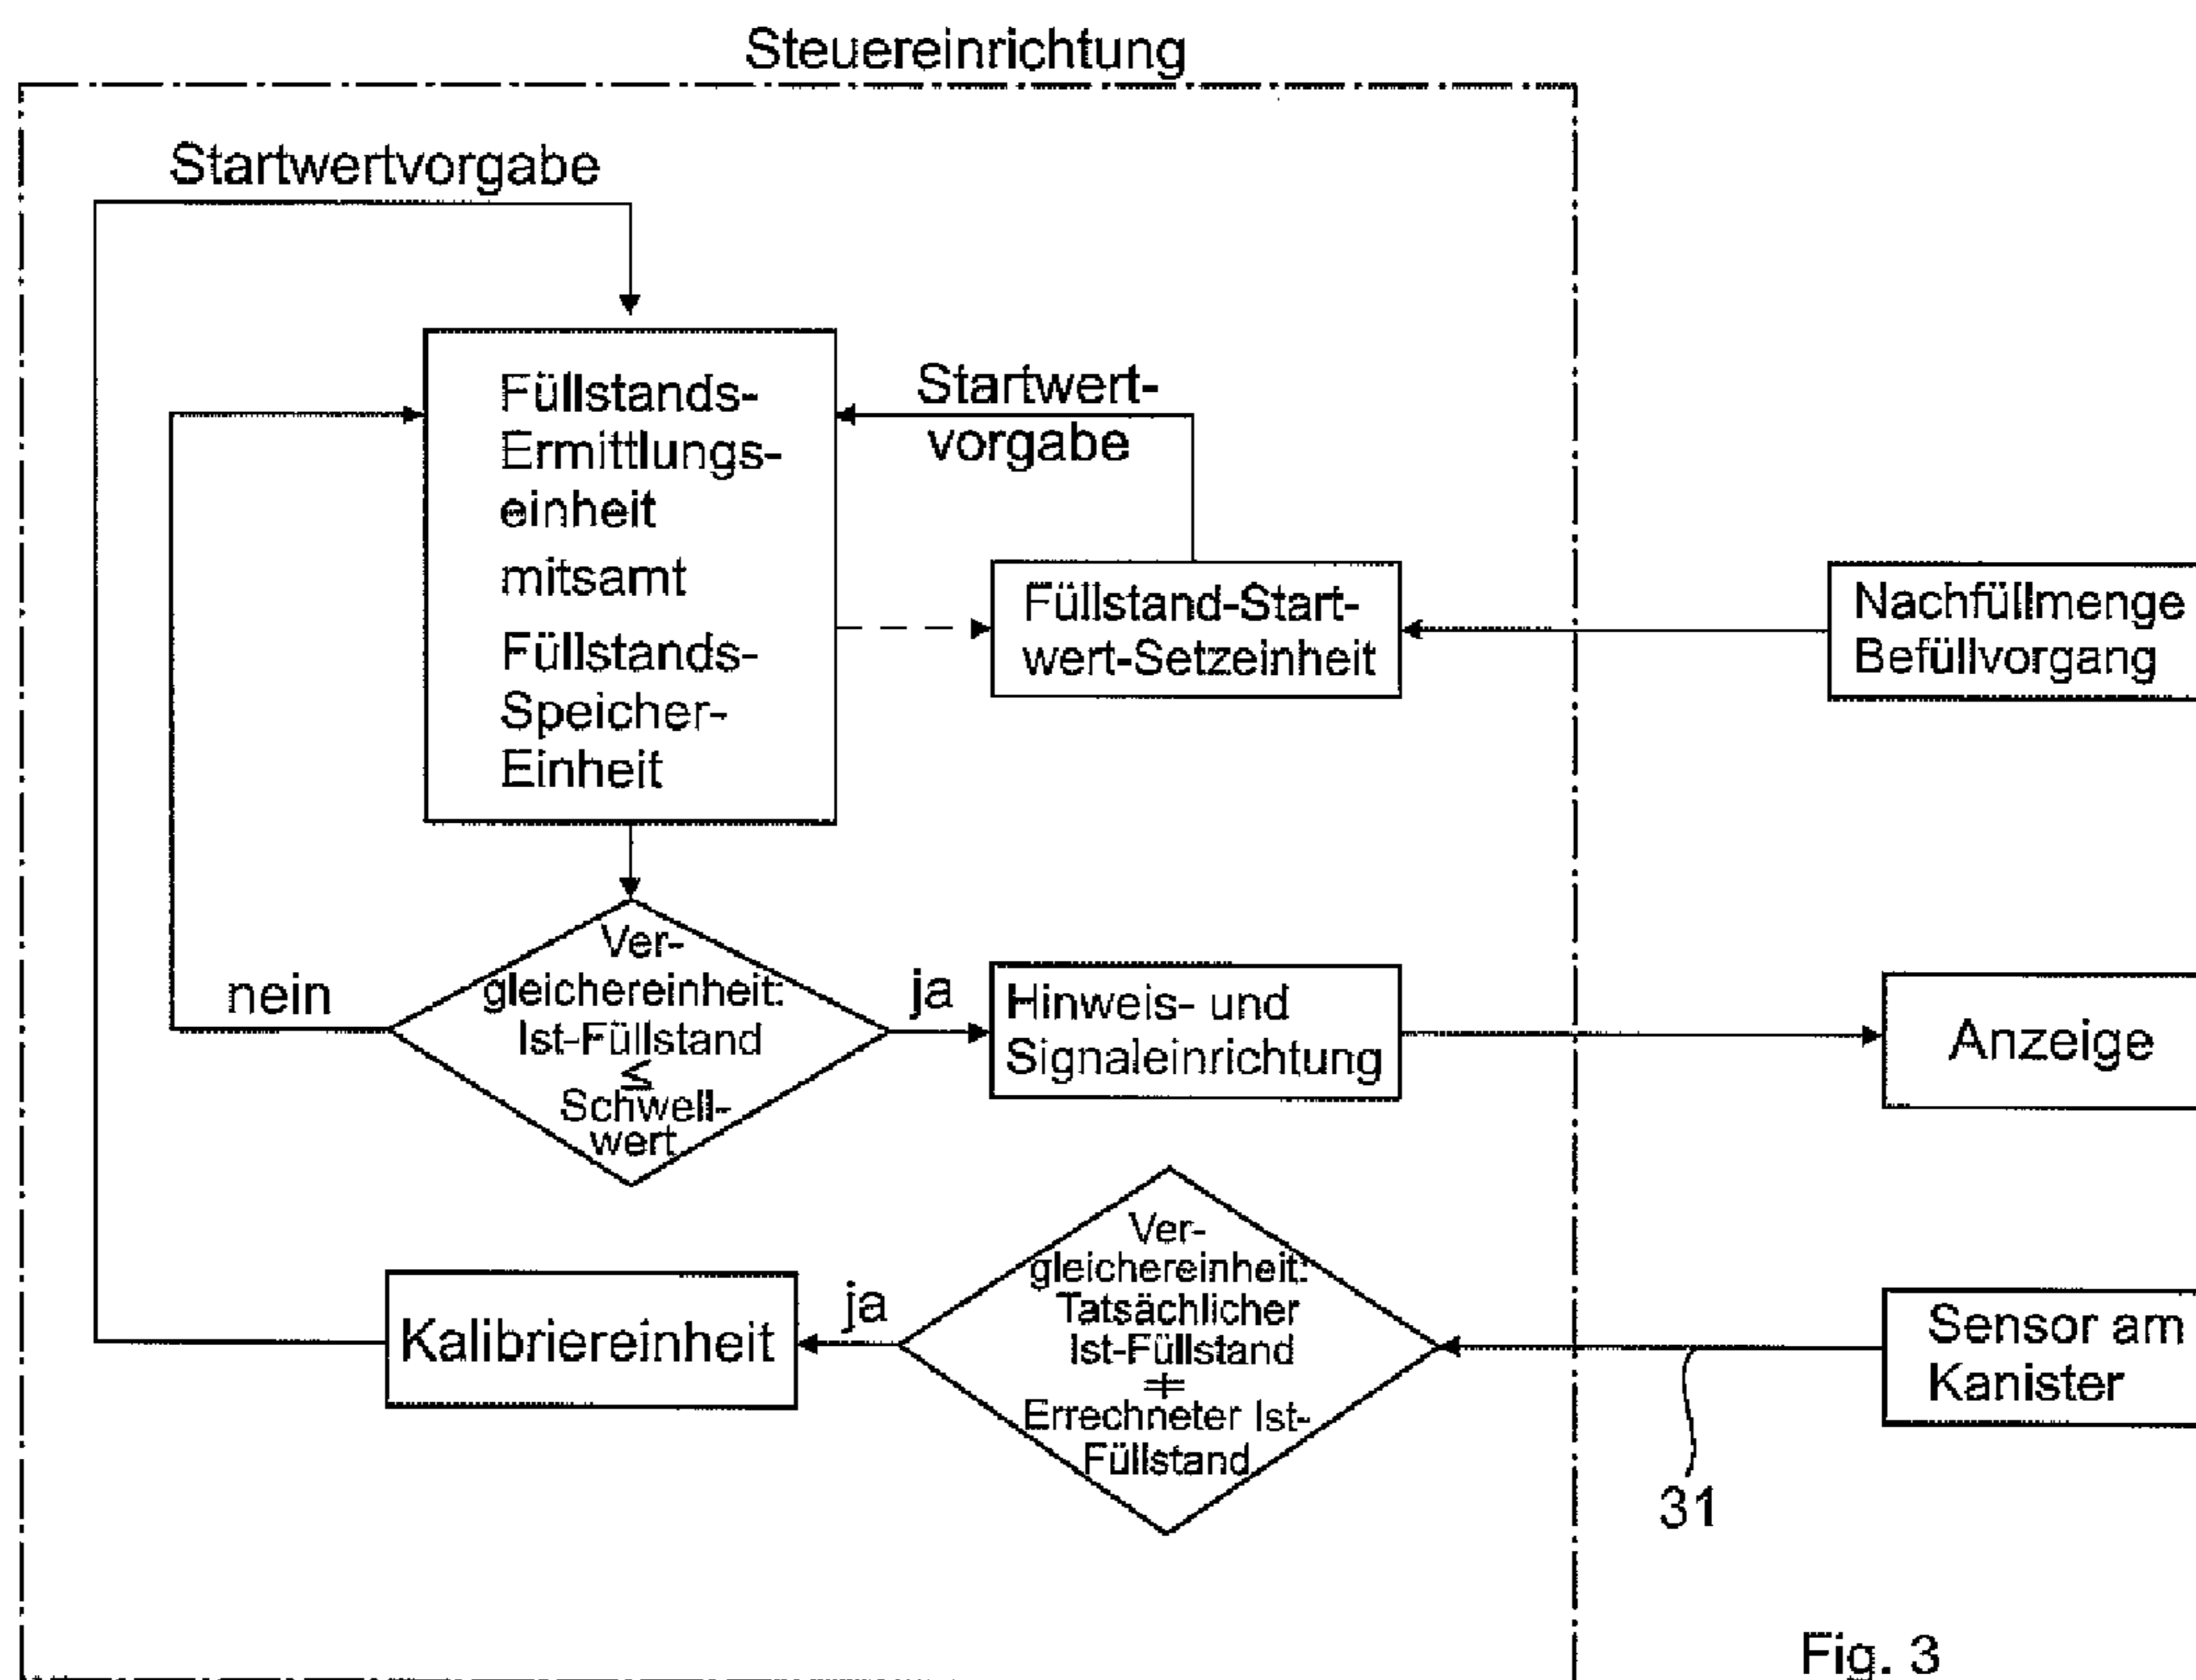 Steuereinrichtung
Startwertvorgabe
Füllstands-
Ermittlungs-
einheit
mitsamt
Füllstands-
Speicher-
Einheit
Startwert-
vorgabe
Füllstand-Start-
wert-Setzeinheit
Nachfüllmenge
Befüllvorgang
nein
Ver-
gleichereinheit:
Ist-Füllstand
≤
Schwell-
wert
ja
Hinweis- und
Signaleinrichtung
Anzeige
Kalibriereinheit
ja
Ver-
gleichereinheit:
Tatsächlicher
Ist-Füllstand
≠
Errechneter Ist-
Füllstand
Sensor am
Kanister
31
Fig. 3